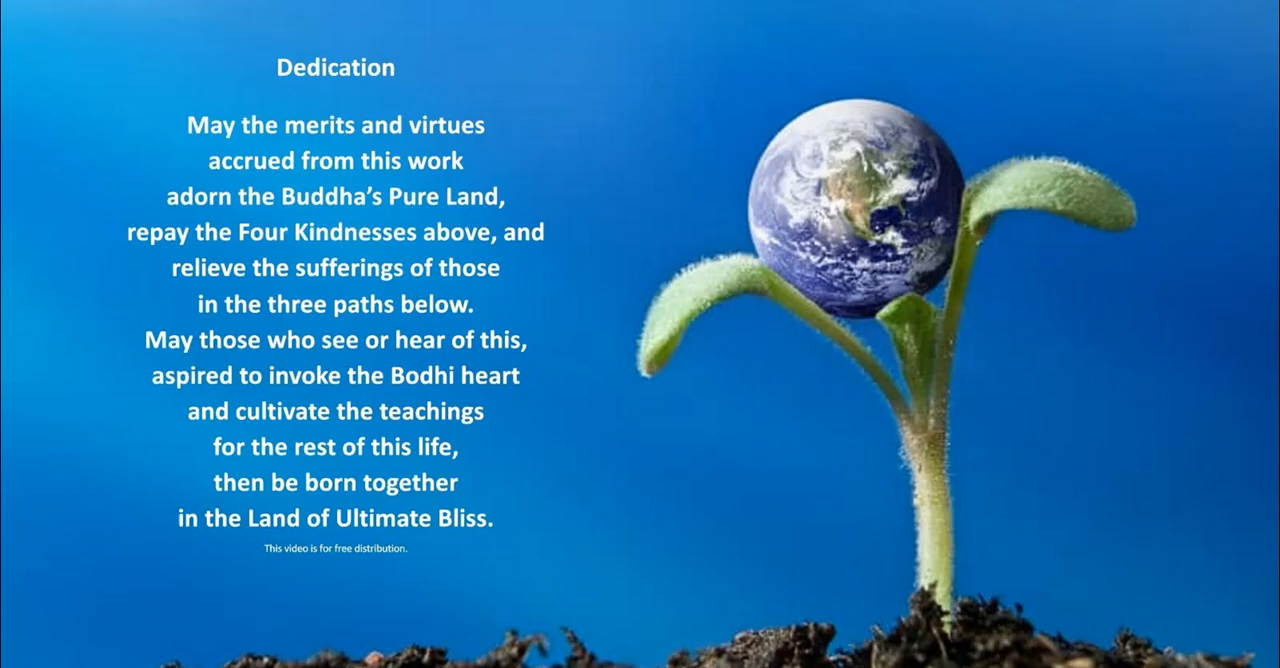 Dedication
May the merits and virtues
accrued from this work
adorn the Buddha’s Pure Land,
repay the Four Kindnesses above, and
relieve the sufferings of those
in the three paths below.
May those who see or hear of this,
aspired to invoke the Bodhi heart
and cultivate the teachings
for the rest of this life,
then be born together
in the Land of Ultimate Bliss.
This video is for free distribution.